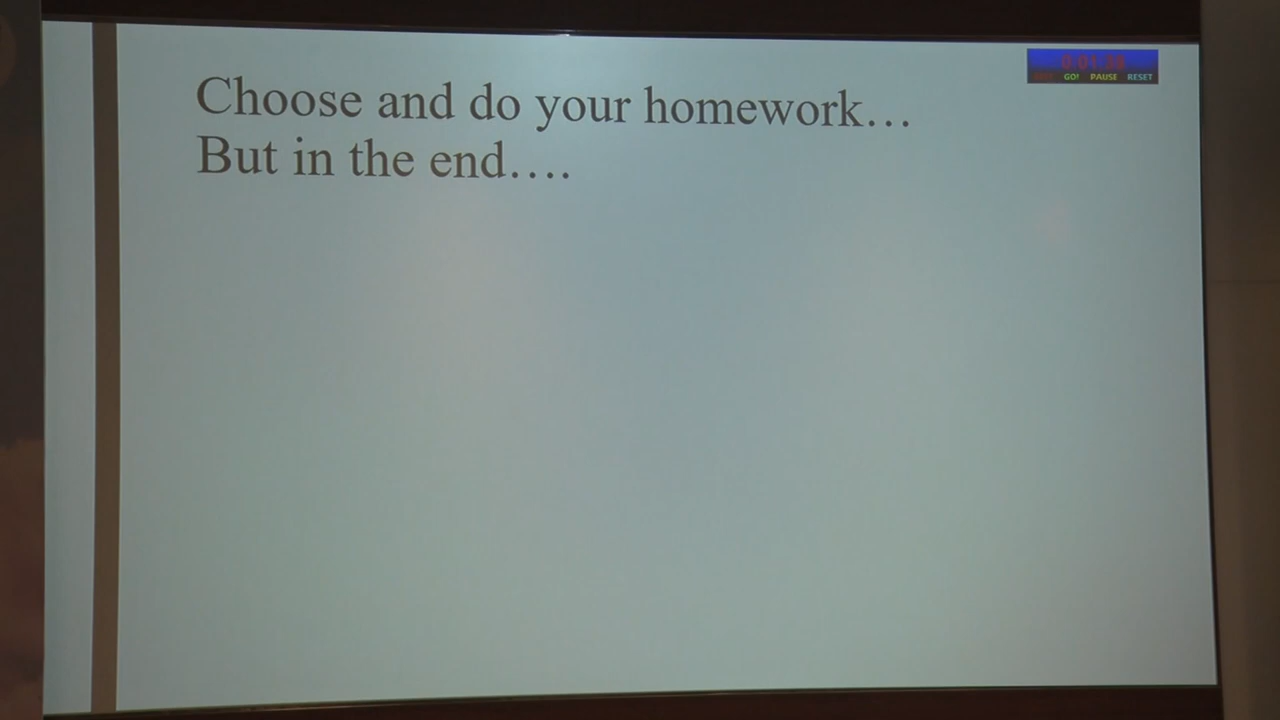 Choose and do your homework…
But in the end….
GO! PAUSE RESET